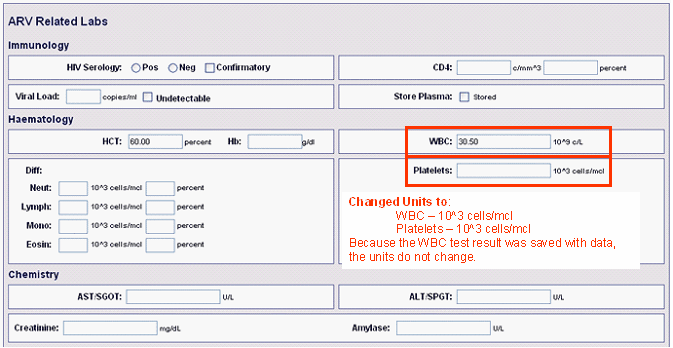 ARV Related Labs
Immunology
HIV Serology: Pos Neg Confirmatory CD4: c/mm^3 percent
Viral Load: copies/ml Undetectable Store Plasma: Stored
Haematology
HCT: 60.00 percent Hb: g/dl WBC: 30.50 10^9 c/L
Diff: Platelets: 10^3 cells/mcl
Neut: 10^3 cells/mcl percent
Lymph: 10^3 cells/mcl percent
Mono: 10^3 cells/mcl percent
Eosin: 10^3 cells/mcl percent
Changed Units to:
WBC – 10^3 cells/mcl
Platelets – 10^3 cells/mcl
Because the WBC test result was saved with data,
the units do not change.
Chemistry
AST/SGOT: U/L ALT/SPGT: U/L
Creatinine: mg/dL Amylase: U/L